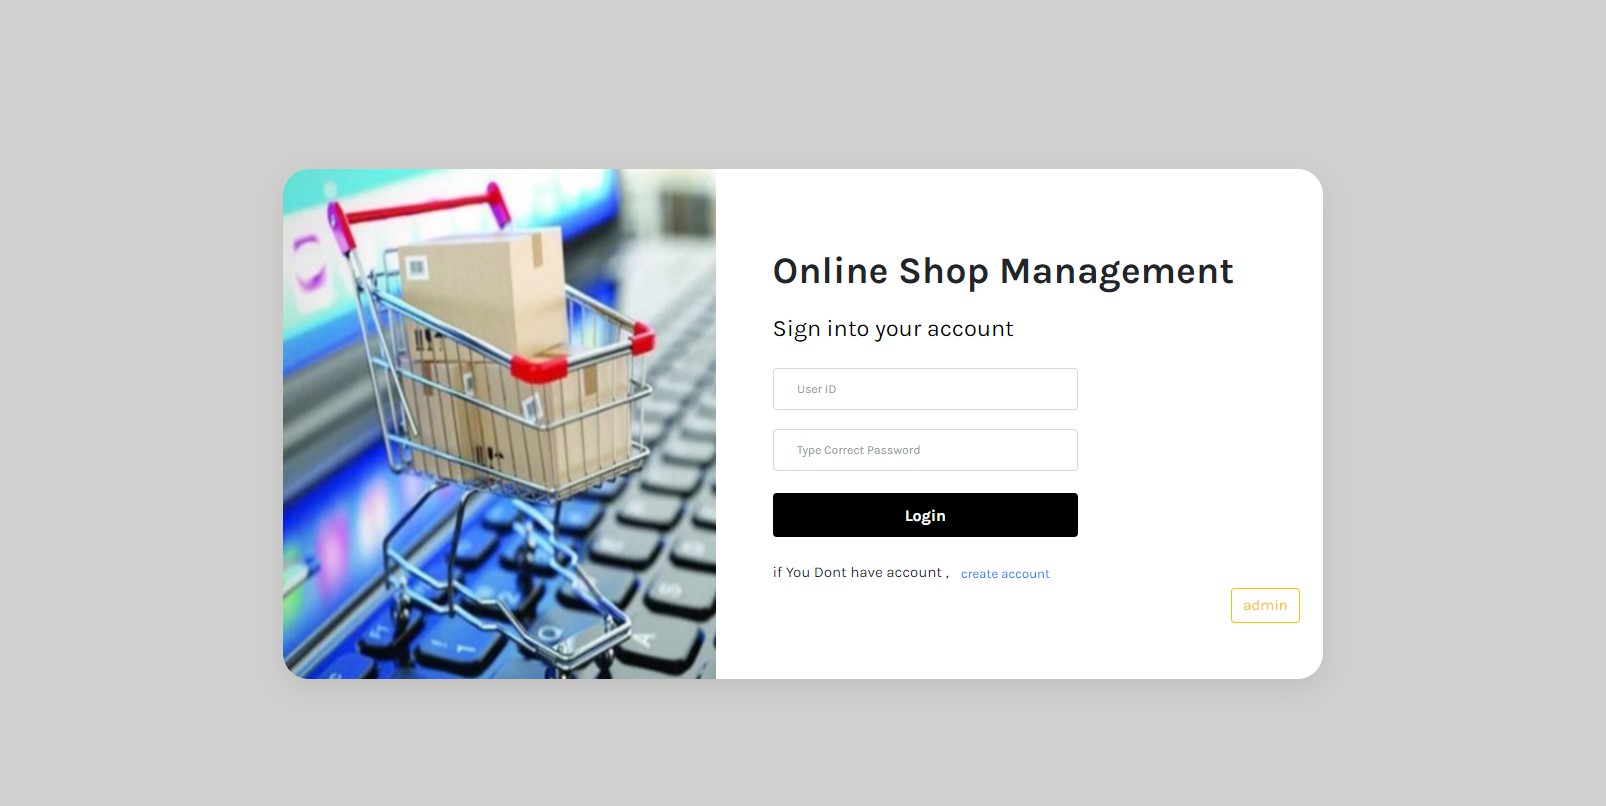 Online Shop Management
Sign into your account
User ID
Type Correct Password
Login
if You Dont have account , create account
admin